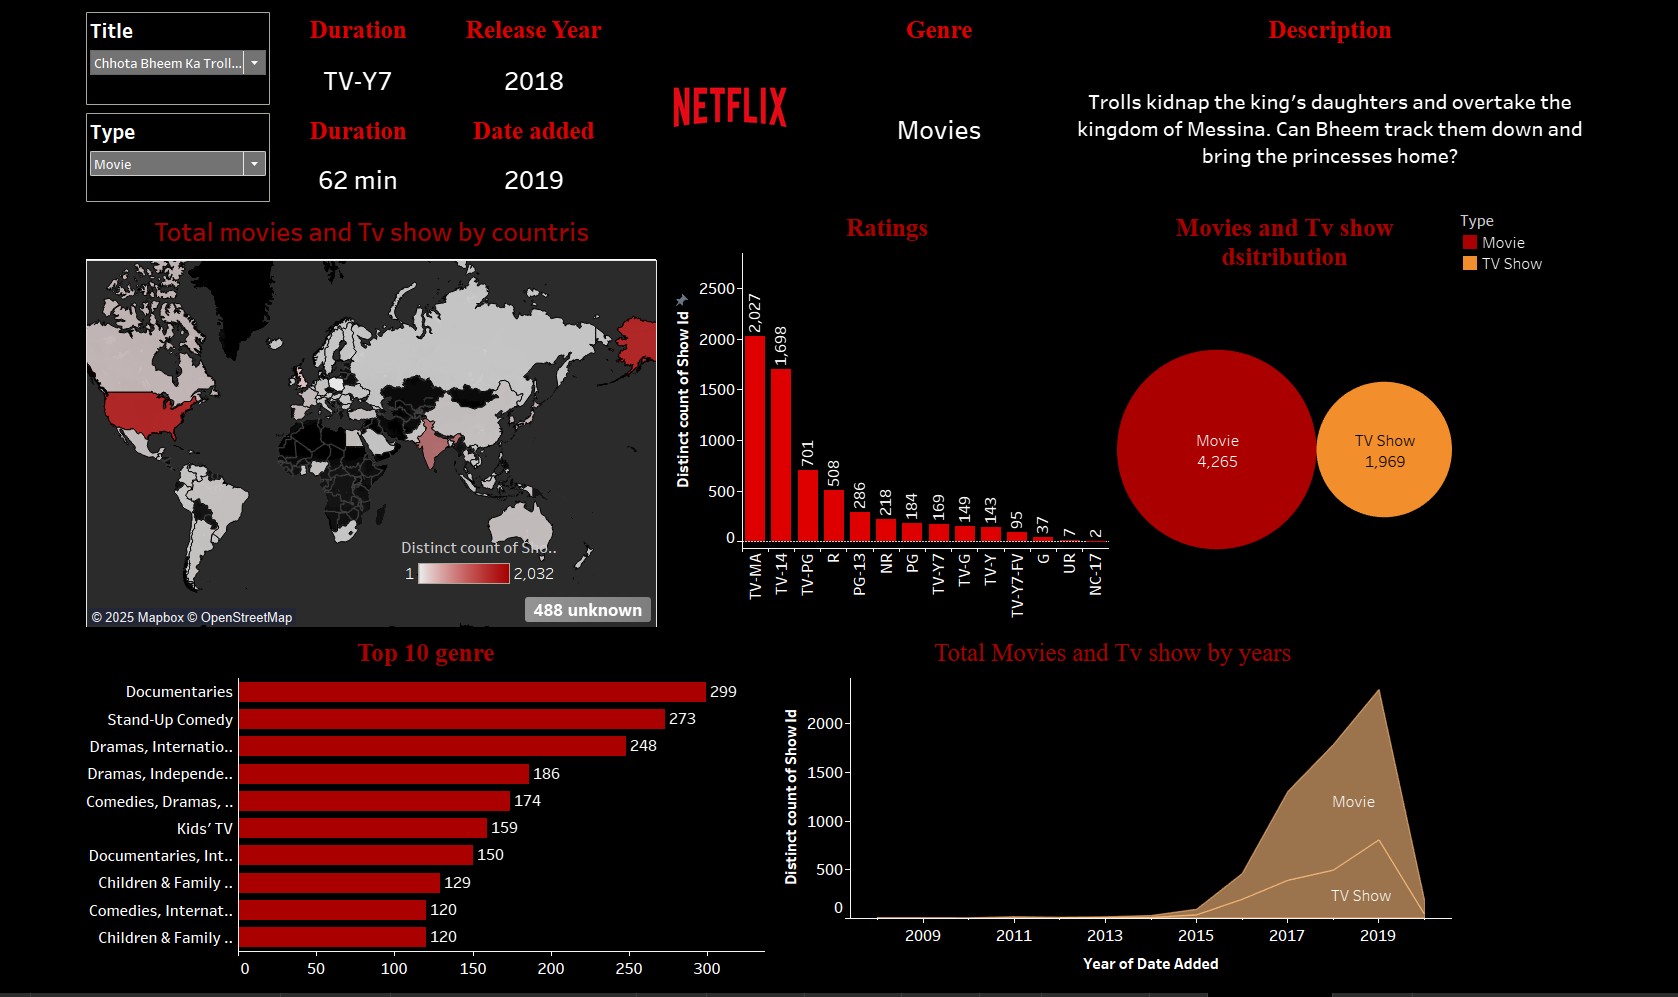 Title
Chhota Bheem Ka Troll...
Type
Movie
Duration
TV-Y7
Duration
62 min
Release Year
2018
Date added
2019
NETFLIX
Genre
Movies
Description
Trolls kidnap the king’s daughters and overtake the
kingdom of Messina. Can Bheem track them down and
bring the princesses home?
Total movies and Tv show by countris
Distinct count of Sho..
1 2,032
488 unknown
© 2025 Mapbox © OpenStreetMap
Ratings
Distinct count of Show Id
2500
2000
1500
1000
500
0
2,027
1,698
701
508
286
218
184
169
149
143
95
37
7
2
TV-MA
TV-14
TV-PG
R
PG-13
NR
PG
TV-Y7
TV-G
TV-Y
TV-Y7-FV
G
UR
NC-17
Movies and Tv show
dsitribution
Type
Movie
TV Show
Movie
4,265
TV Show
1,969
Top 10 genre
Documentaries 299
Stand-Up Comedy 273
Dramas, Internatio.. 248
Dramas, Independe.. 186
Comedies, Dramas, .. 174
Kids’ TV 159
Documentaries, Int.. 150
Children & Family .. 129
Comedies, Internat.. 120
Children & Family .. 120
0 50 100 150 200 250 300
Total Movies and Tv show by years
Distinct count of Show Id
2000
1500
1000
500
0
Movie
TV Show
2009 2011 2013 2015 2017 2019
Year of Date Added